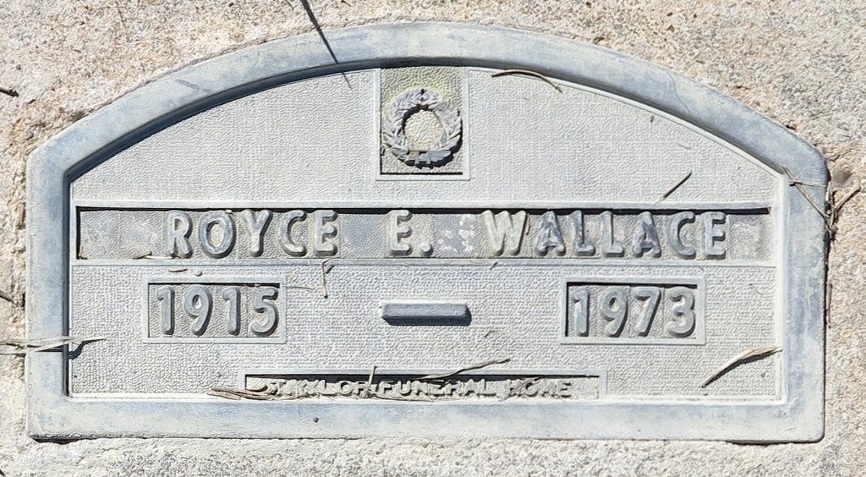 ROYCE E. WALLACE
1915 — 1973
FUNERAL HOME